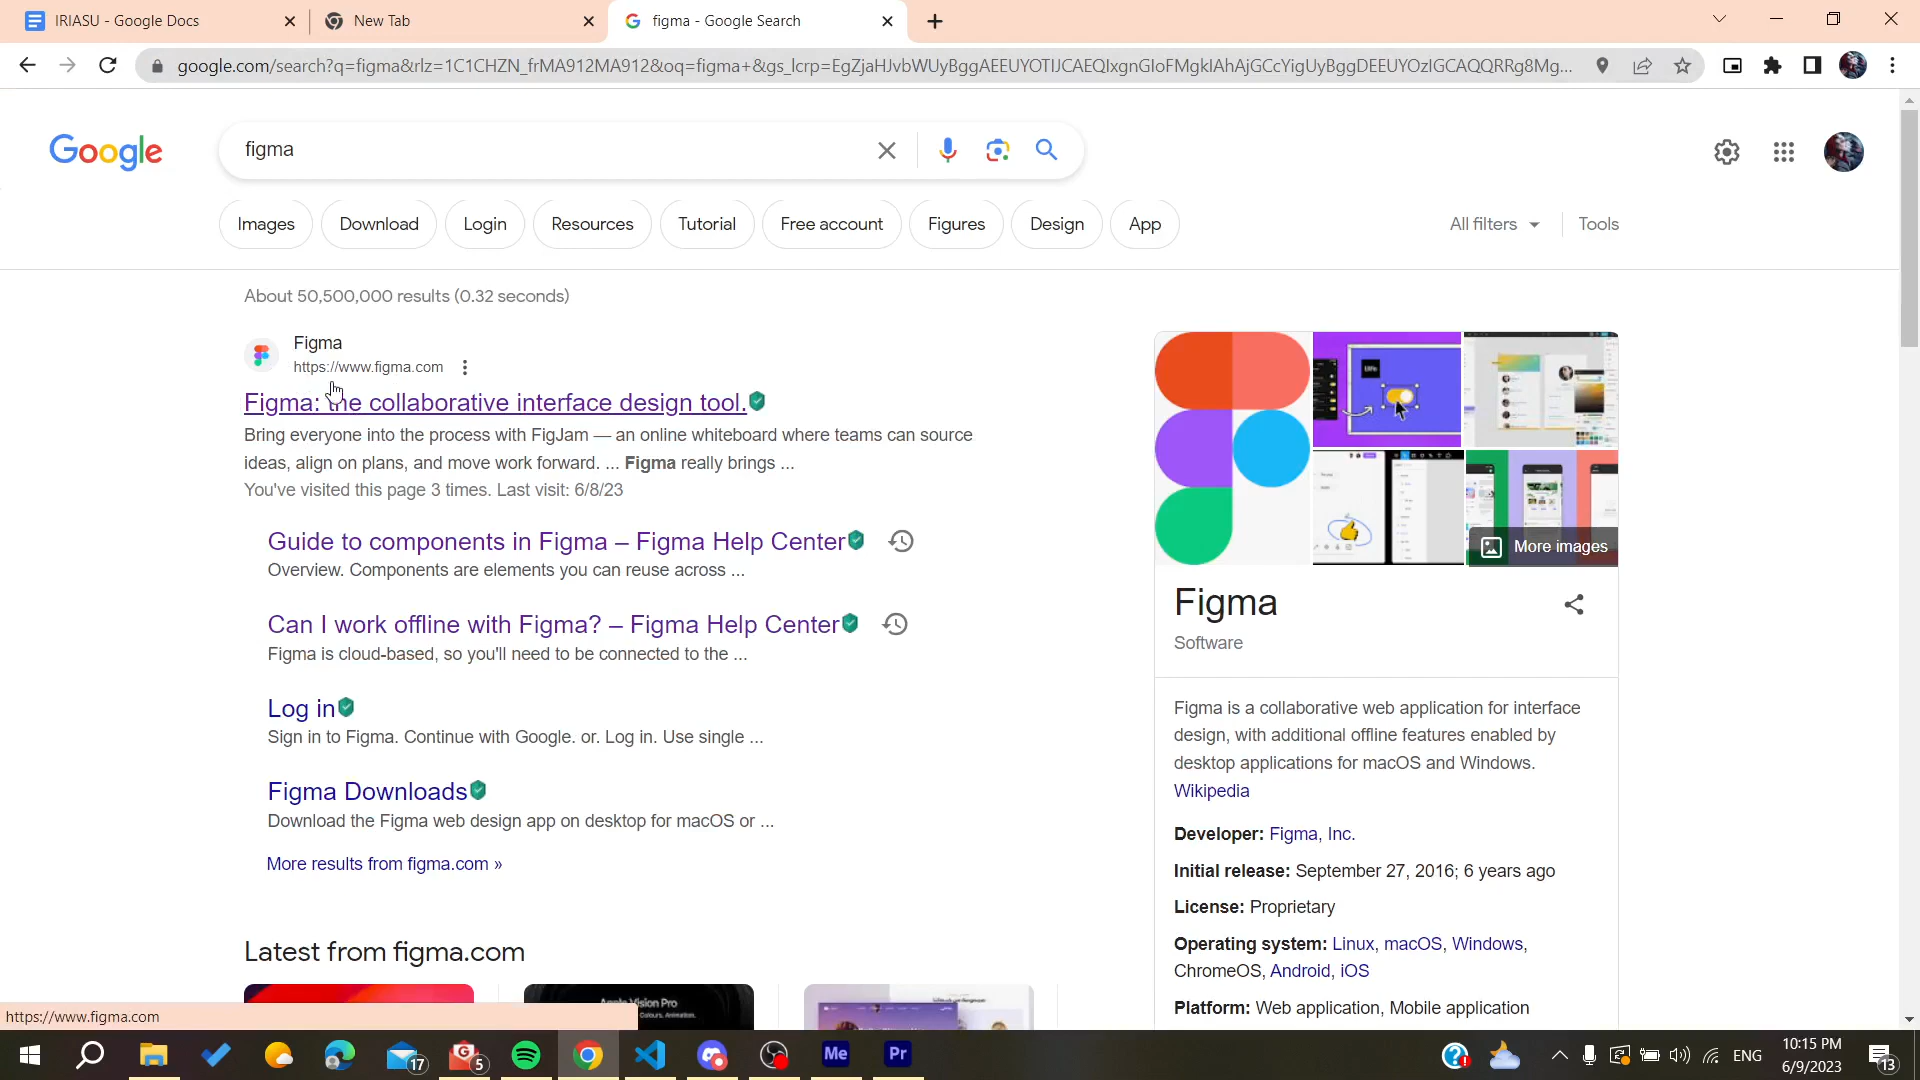 IRIASU - Google Docs
New Tab
figma - Google Search
google.com/search?q=figma&rlz=1C1CHZN_frMA912MA912&oq=figma+&gs_lcrp=EgZjaHJvbWUyBggAEEUYOTIJCAEQIxgnGIoFMgkIAhAjGCcYigUyBggDEEUYOzIGCAQQRRg8Mg...
Google
figma
Images
Download
Login
Resources
Tutorial
Free account
Figures
Design
App
All filters
Tools
About 50,500,000 results (0.32 seconds)
Figma
https://www.figma.com
Figma: the collaborative interface design tool.
Bring everyone into the process with FigJam — an online whiteboard where teams can source
ideas, align on plans, and move work forward. ... Figma really brings ...
You've visited this page 3 times. Last visit: 6/8/23
Guide to components in Figma – Figma Help Center
Overview. Components are elements you can reuse across ...
Can I work offline with Figma? – Figma Help Center
Figma is cloud-based, so you'll need to be connected to the ...
Log in
Sign in to Figma. Continue with Google. or. Log in. Use single ...
Figma Downloads
Download the Figma web design app on desktop for macOS or ...
More results from figma.com »
Latest from figma.com
More images
Figma
Software
Figma is a collaborative web application for interface
design, with additional offline features enabled by
desktop applications for macOS and Windows.
Wikipedia
Developer: Figma, Inc.
Initial release: September 27, 2016; 6 years ago
License: Proprietary
Operating system: Linux, macOS, Windows,
ChromeOS, Android, iOS
Platform: Web application, Mobile application
Apple Vision Pro
https://www.figma.com
17
5
Me
Pr
ENG
10:15 PM
6/9/2023
13